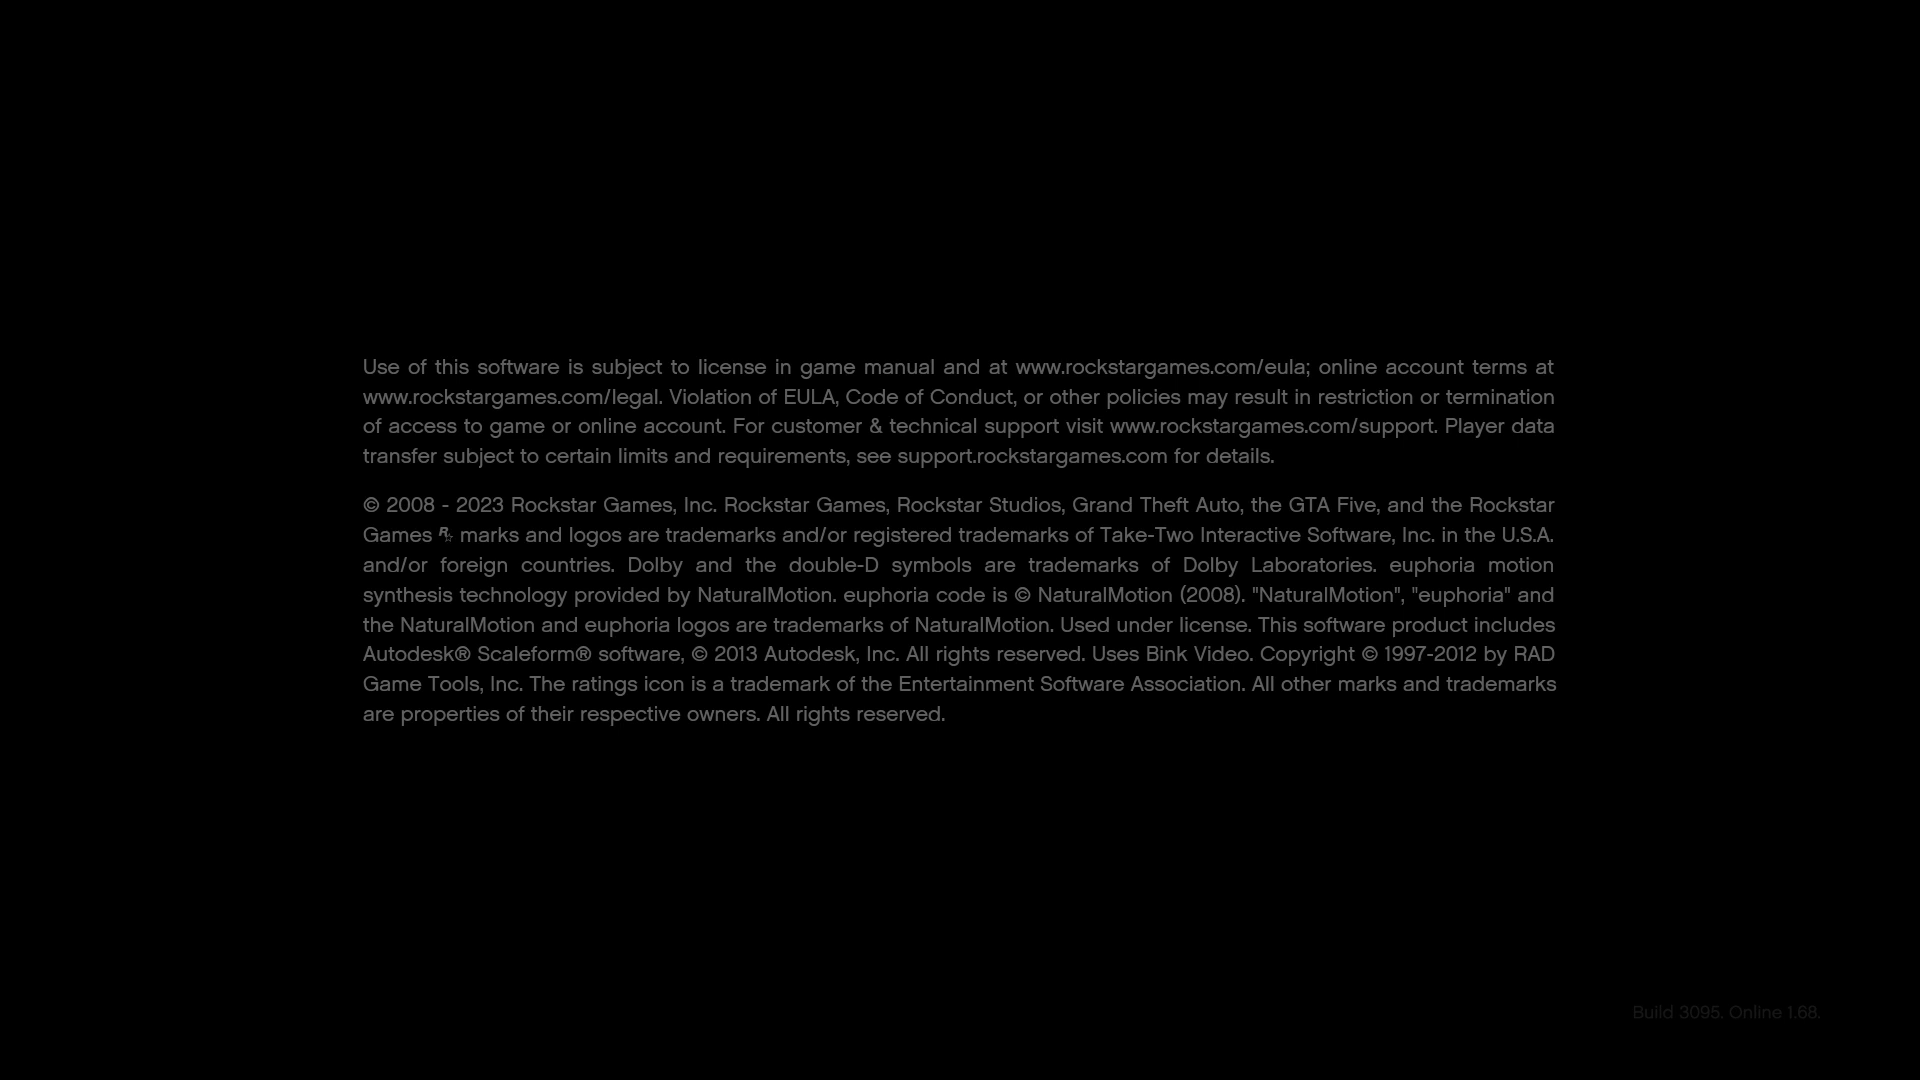 Use of this software is subject to license in game manual and at www.rockstargames.com/eula; online account terms at
www.rockstargames.com/legal. Violation of EULA, Code of Conduct, or other policies may result in restriction or termination
of access to game or online account. For customer & technical support visit www.rockstargames.com/support. Player data
transfer subject to certain limits and requirements, see support.rockstargames.com for details.
© 2008 - 2023 Rockstar Games, Inc. Rockstar Games, Rockstar Studios, Grand Theft Auto, the GTA Five, and the Rockstar
Games R* marks and logos are trademarks and/or registered trademarks of Take-Two Interactive Software, Inc. in the U.S.A.
and/or foreign countries. Dolby and the double-D symbols are trademarks of Dolby Laboratories. euphoria motion
synthesis technology provided by NaturalMotion. euphoria code is © NaturalMotion (2008). "NaturalMotion", "euphoria" and
the NaturalMotion and euphoria logos are trademarks of NaturalMotion. Used under license. This software product includes
Autodesk® Scaleform® software, © 2013 Autodesk, Inc. All rights reserved. Uses Bink Video. Copyright © 1997-2012 by RAD
Game Tools, Inc. The ratings icon is a trademark of the Entertainment Software Association. All other marks and trademarks
are properties of their respective owners. All rights reserved.
Build 3095. Online 1.68.